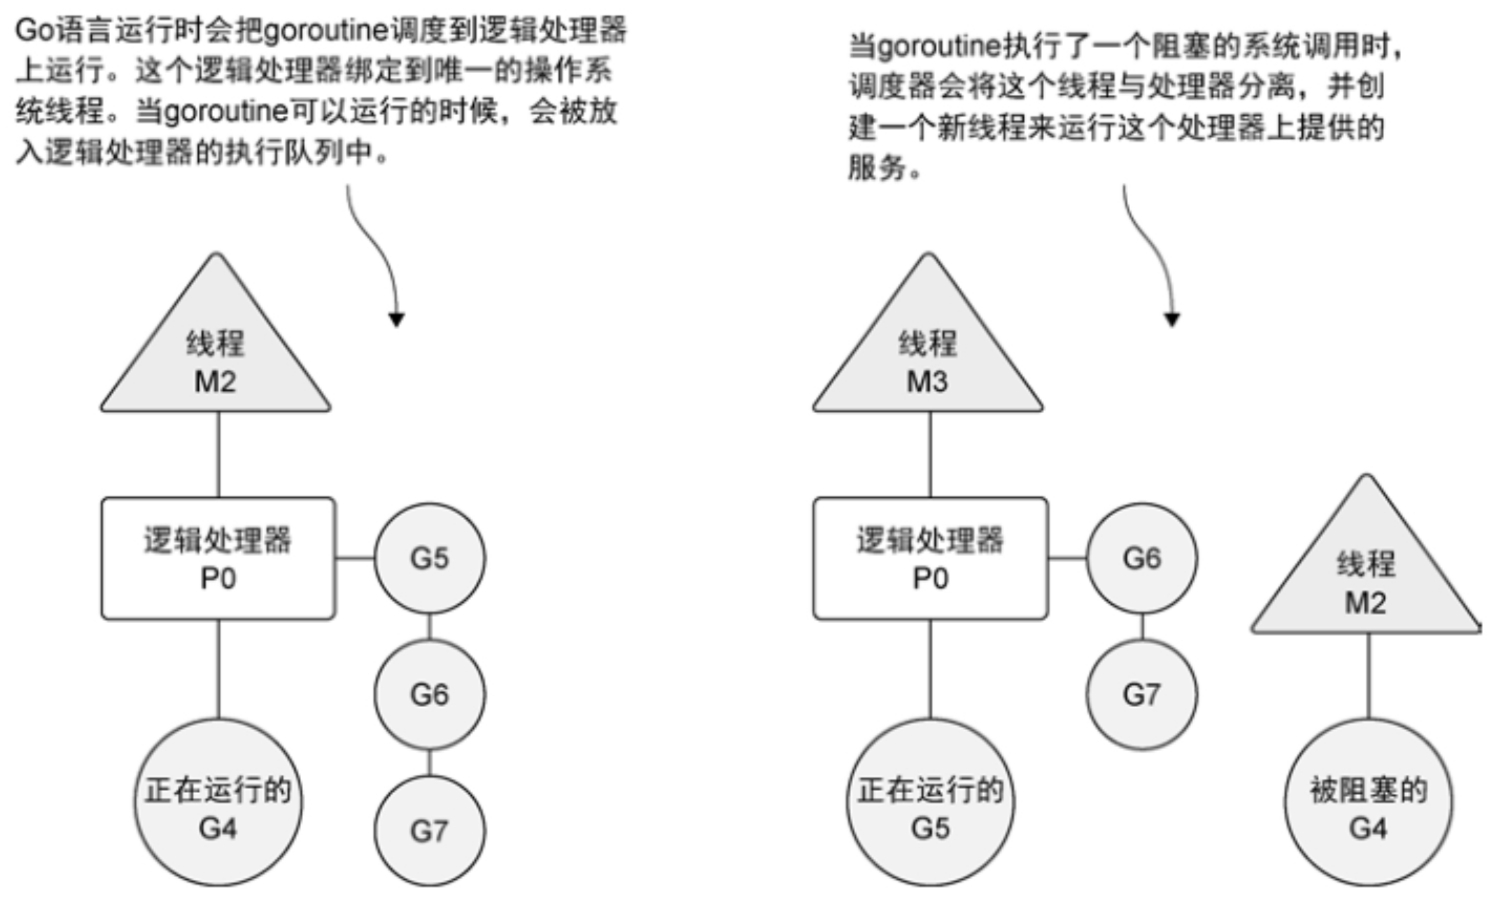 Go语言运行时会把goroutine调度到逻辑处理器
上运行。这个逻辑处理器绑定到唯一的操作系
统线程。当goroutine可以运行的时候，会被放
入逻辑处理器的执行队列中。
当goroutine执行了一个阻塞的系统调用时，
调度器会将这个线程与处理器分离，并创
建一个新线程来运行这个处理器上提供的
服务。
线程
M2
逻辑处理器
P0
G5
G6
G7
正在运行的
G4
线程
M3
逻辑处理器
P0
G6
G7
正在运行的
G5
线程
M2
被阻塞的
G4